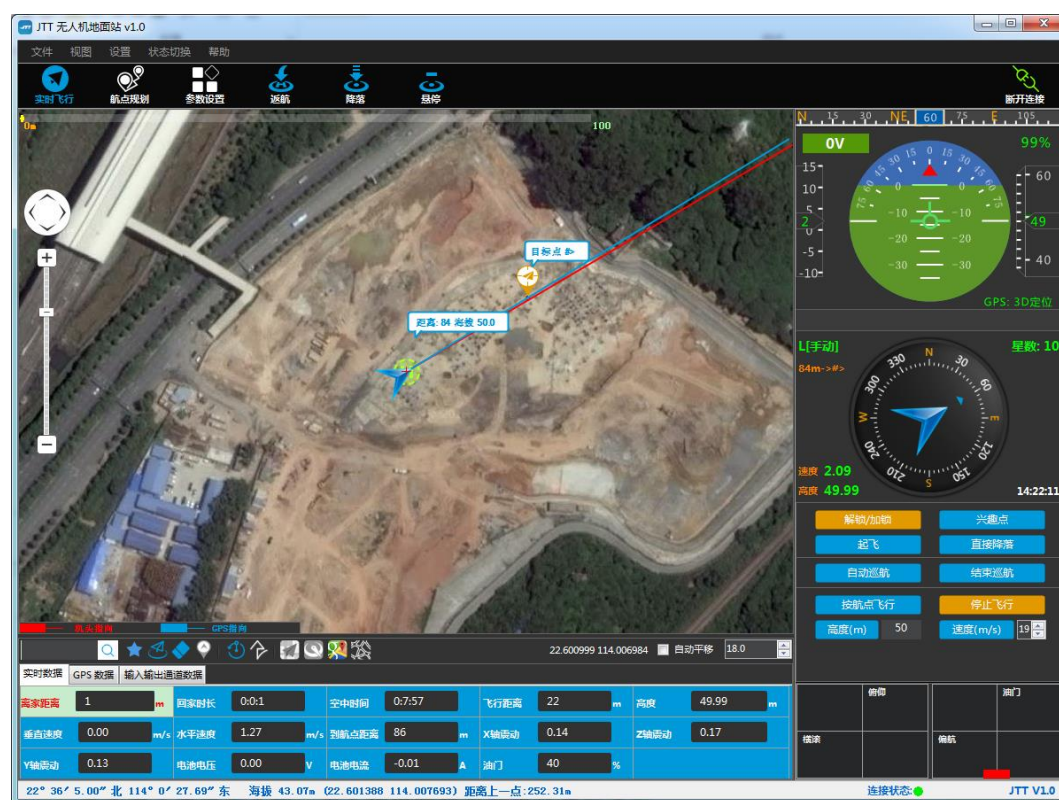 JTT 无人机地面站 v1.0
文件 视图 设置 状态切换 帮助
实时飞行 航点规划 参数设置 返航 降落 悬停 断开连接
0m 100
目标点 #>
距离: 84 海拔 50.0
机头指向 GPS指向
22.600999 114.006984 自动平移 18.0
N 15 30 NE 60 75 E 105
0V 99%
15 10 5 2 0 -5 -10
75 60 45 30 15 0 15 30 45 60 75
0 0
-10 -10
-20 -20
-30 -30
60 49 40
GPS: 3D定位
L[手动] 星数: 10
84m->#>
N 30 60 E 150 S 210 240 W 300 330
速度 2.09
高度 49.99
14:22:11
解锁/加锁 兴趣点
起飞 直接降落
自动巡航 结束巡航
按航点飞行 停止飞行
高度(m) 50 速度(m/s) 19
俯仰 油门
横滚 偏航
实时数据 GPS 数据 输入输出通道数据
离家距离 1 m 回家时长 0:0:1 空中时间 0:7:57 飞行距离 22 m 高度 49.99 m
垂直速度 0.00 m/s 水平速度 1.27 m/s 到航点距离 86 m X轴震动 0.14 Z轴震动 0.17
Y轴震动 0.13 电池电压 0.00 V 电池电流 -0.01 A 油门 40 %
22° 36′ 5.00″ 北 114° 0′ 27.69″ 东 海拔 43.07m (22.601388 114.007693) 距离上一点:252.31m 连接状态: JTT V1.0